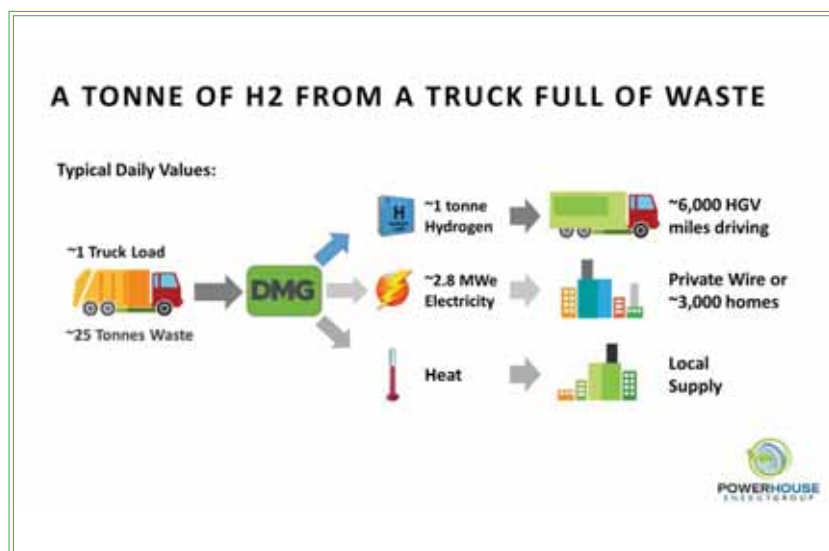 A TONNE OF H2 FROM A TRUCK FULL OF WASTE
Typical Daily Values:
~1 Truck Load
~25 Tonnes Waste
DMG
H
~1 tonne
Hydrogen
~6,000 HGV
miles driving
~2.8 MWe
Electricity
Private Wire or
~3,000 homes
Heat
Local
Supply
POWERHOUSE
ENERGYGROUP